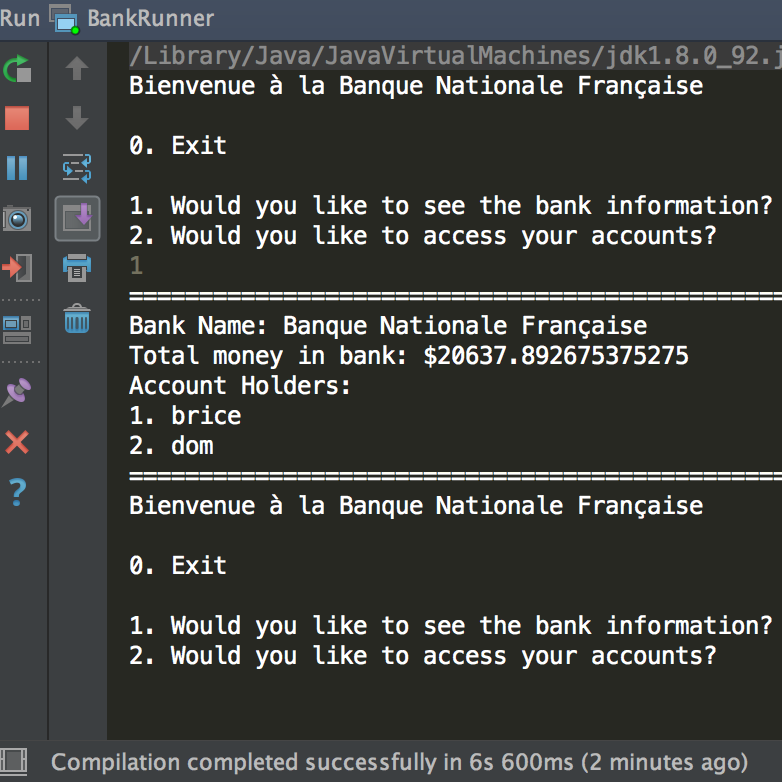 Run BankRunner
/Library/Java/JavaVirtualMachines/jdk1.8.0_92.j
Bienvenue à la Banque Nationale Française
0. Exit
1. Would you like to see the bank information?
2. Would you like to access your accounts?
1
=======================================================
Bank Name: Banque Nationale Française
Total money in bank: $20637.892675375275
Account Holders:
1. brice
2. dom
=======================================================
Bienvenue à la Banque Nationale Française
0. Exit
1. Would you like to see the bank information?
2. Would you like to access your accounts?
Compilation completed successfully in 6s 600ms (2 minutes ago)